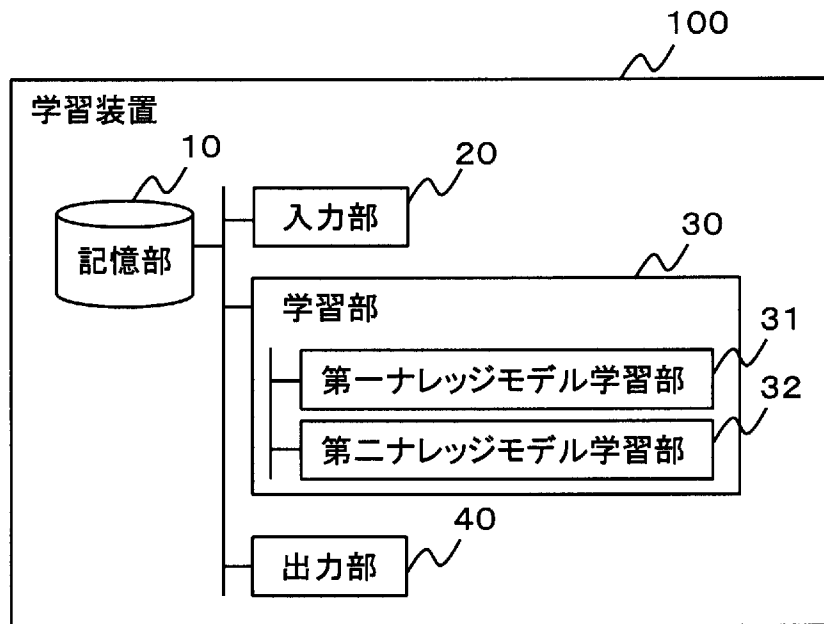 100
学習装置
10
20
記憶部
入力部
30
学習部
31
第一ナレッジモデル学習部
32
第二ナレッジモデル学習部
40
出力部